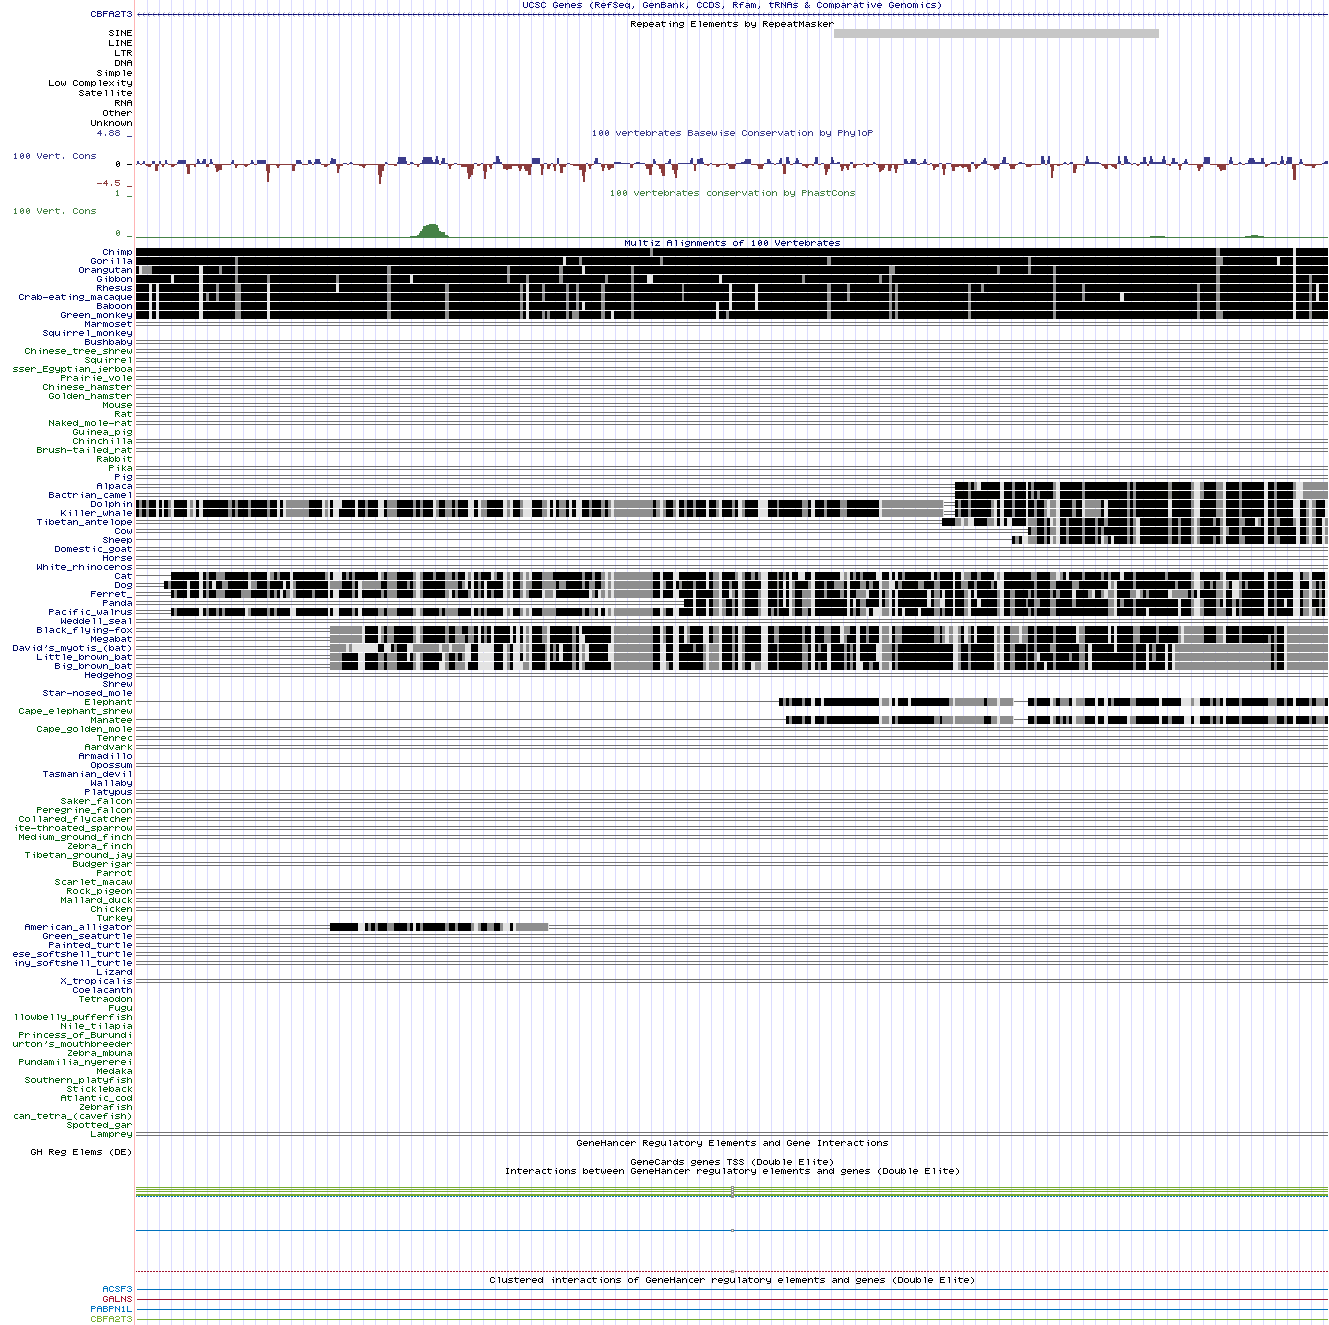 UCSC Genes (RefSeq, GenBank, CCDS, Rfam, tRNAs & Comparative Genomics)
CBFA2T3
Repeating Elements by RepeatMasker
SINE
LINE
LTR
DNA
Simple
Low Complexity
Satellite
RNA
Other
Unknown
4.88 _
100 vertebrates Basewise Conservation by PhyloP
100 Vert. Cons
0 -
-4.5 _
1 _
100 vertebrates conservation by PhastCons
100 Vert. Cons
0 _
Multiz Alignments of 100 Vertebrates
Chimp
Gorilla
Orangutan
Gibbon
Rhesus
Crab-eating_macaque
Baboon
Green_monkey
Marmoset
Squirrel_monkey
Bushbaby
Chinese_tree_shrew
Squirrel
sser_Egyptian_jerboa
Prairie_vole
Chinese_hamster
Golden_hamster
Mouse
Rat
Naked_mole-rat
Guinea_pig
Chinchilla
Brush-tailed_rat
Rabbit
Pika
Pig
Alpaca
Bactrian_camel
Dolphin
Killer_whale
Tibetan_antelope
Cow
Sheep
Domestic_goat
Horse
White_rhinoceros
Cat
Dog
Ferret_
Panda
Pacific_walrus
Weddell_seal
Black_flying-fox
Megabat
David's_myotis_(bat)
Little_brown_bat
Big_brown_bat
Hedgehog
Shrew
Star-nosed_mole
Elephant
Cape_elephant_shrew
Manatee
Cape_golden_mole
Tenrec
Aardvark
Armadillo
Opossum
Tasmanian_devil
Wallaby
Platypus
Saker_falcon
Peregrine_falcon
Collared_flycatcher
ite-throated_sparrow
Medium_ground_finch
Zebra_finch
Tibetan_ground_jay
Budgerigar
Parrot
Scarlet_macaw
Rock_pigeon
Mallard_duck
Chicken
Turkey
American_alligator
Green_seaturtle
Painted_turtle
ese_softshell_turtle
iny_softshell_turtle
Lizard
X_tropicalis
Coelacanth
Tetraodon
Fugu
llowbelly_pufferfish
Nile_tilapia
Princess_of_Burundi
urton's_mouthbreeder
Zebra_mbuna
Pundamilia_nyererei
Medaka
Southern_platyfish
Stickleback
Atlantic_cod
Zebrafish
can_tetra_(cavefish)
Spotted_gar
Lamprey
GeneHancer Regulatory Elements and Gene Interactions
GH Reg Elems (DE)
GeneCards genes TSS (Double Elite)
Interactions between GeneHancer regulatory elements and genes (Double Elite)
Clustered interactions of GeneHancer regulatory elements and genes (Double Elite)
ACSF3
GALNS
PABPN1L
CBFA2T3